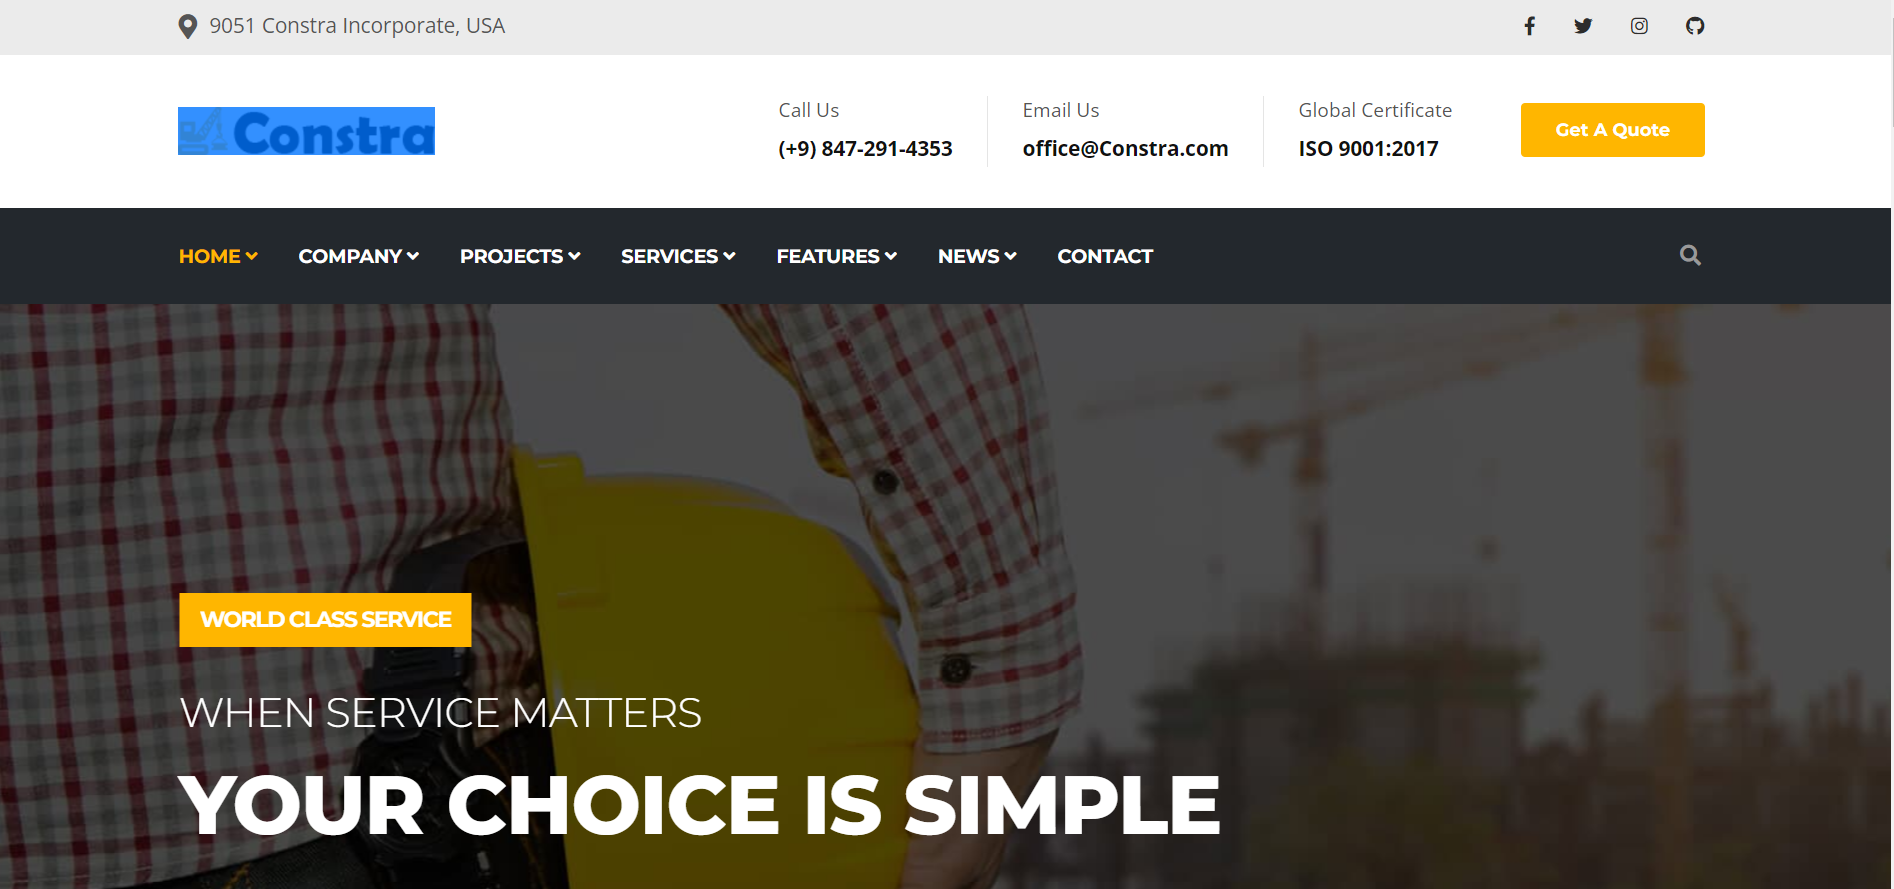 9051 Constra Incorporate, USA
Constra
Call Us
(+9) 847-291-4353
Email Us
office@Constra.com
Global Certificate
ISO 9001:2017
Get A Quote
HOME COMPANY PROJECTS SERVICES FEATURES NEWS CONTACT
WORLD CLASS SERVICE
WHEN SERVICE MATTERS
YOUR CHOICE IS SIMPLE